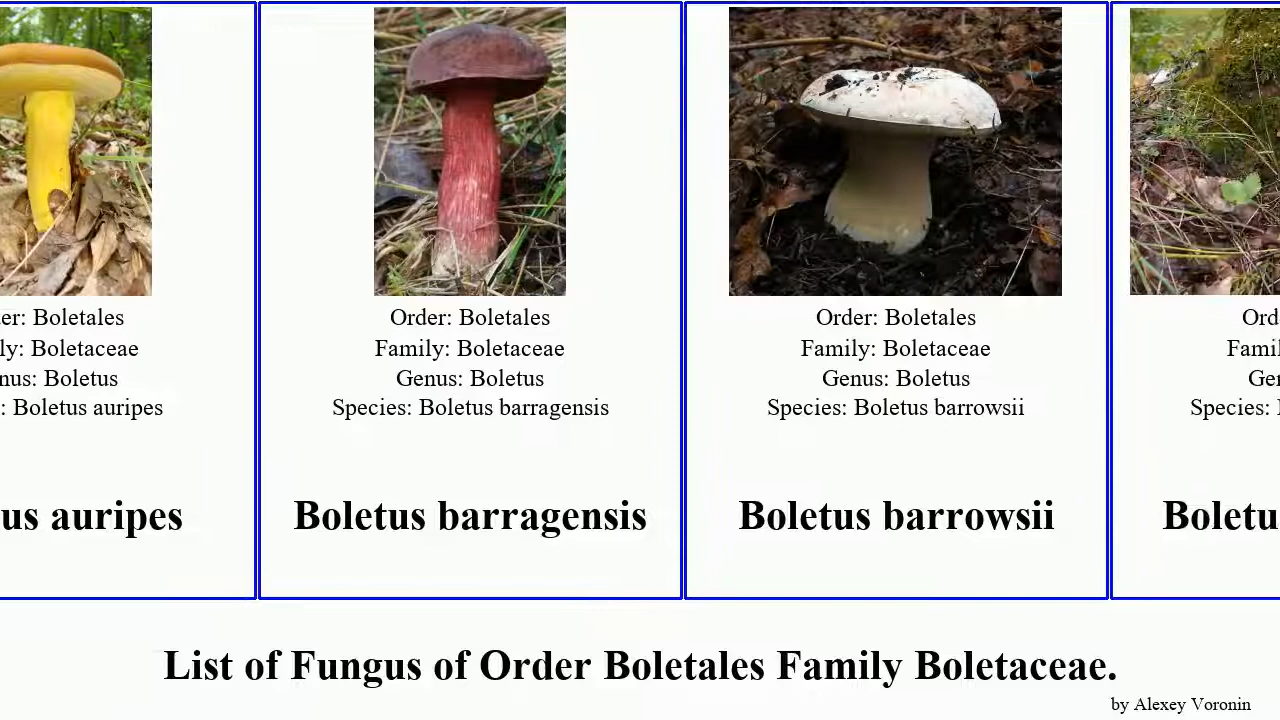 er: Boletales
ly: Boletaceae
nus: Boletus
: Boletus auripes
us auripes
Order: Boletales
Family: Boletaceae
Genus: Boletus
Species: Boletus barragensis
Boletus barragensis
Order: Boletales
Family: Boletaceae
Genus: Boletus
Species: Boletus barrowsii
Boletus barrowsii
Ord
Famil
Ger
Species:
Boletu
List of Fungus of Order Boletales Family Boletaceae.
by Alexey Voronin